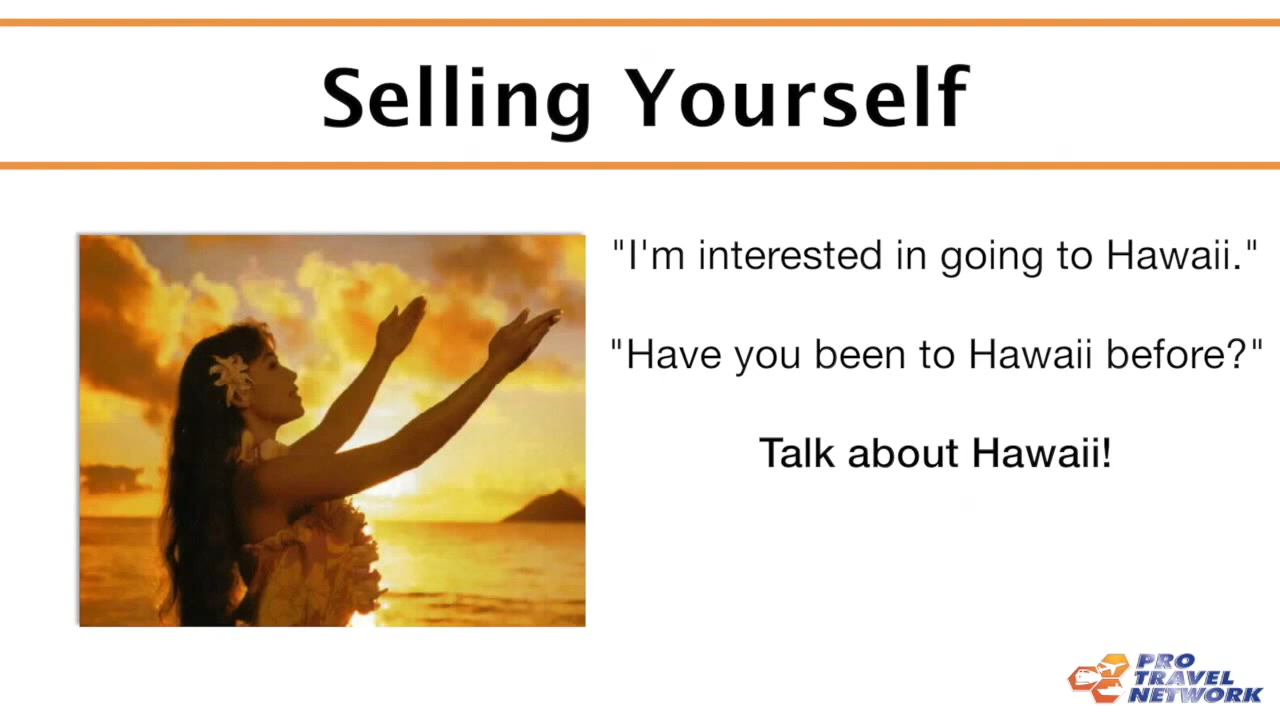 Selling Yourself
"I'm interested in going to Hawaii."
"Have you been to Hawaii before?"
Talk about Hawaii!
PRO
TRAVEL
NETWORK